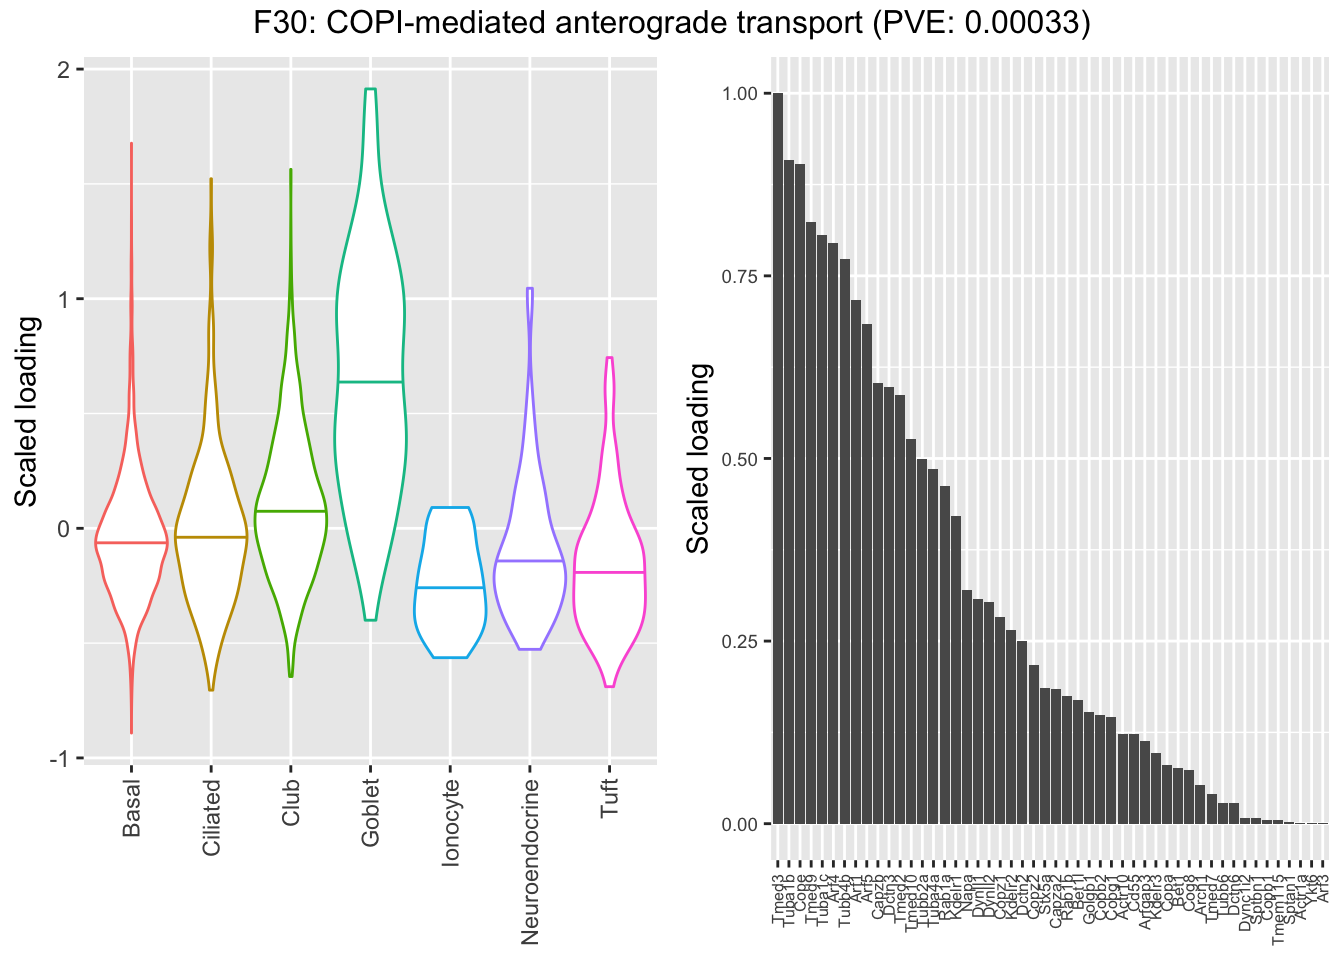 F30: COPI-mediated anterograde transport (PVE: 0.00033)
Scaled loading
2
1
0
-1
Basal
Ciliated
Club
Goblet
Ionocyte
Neuroendocrine
Tuft
Scaled loading
1.00
0.75
0.50
0.25
0.00
Tmed3
Tuba1b
Cope
Tmed9
Tuba1c
Arf4
Tubb4b
Arf1
Arf5
Capzb
Dctn3
Tmed2
Tmed10
Tubb2a
Tuba4a
Rab1a
Kdelr1
Napa
Dynll1
Dynll2
Copz1
Kdelr2
Dctn2
Copz2
Stx5a
Capza2
Rab1b
Bet1l
Golgb1
Copb2
Copg1
Actr10
Cd55
Arfgap3
Kdelr3
Copa
Bet1
Cog8
Arcn1
Tmed7
Tubb6
Dctn6
Dync1i2
Sptbn1
Copb1
Tmem115
Sptan1
Actr1a
Ykt6
Arf3